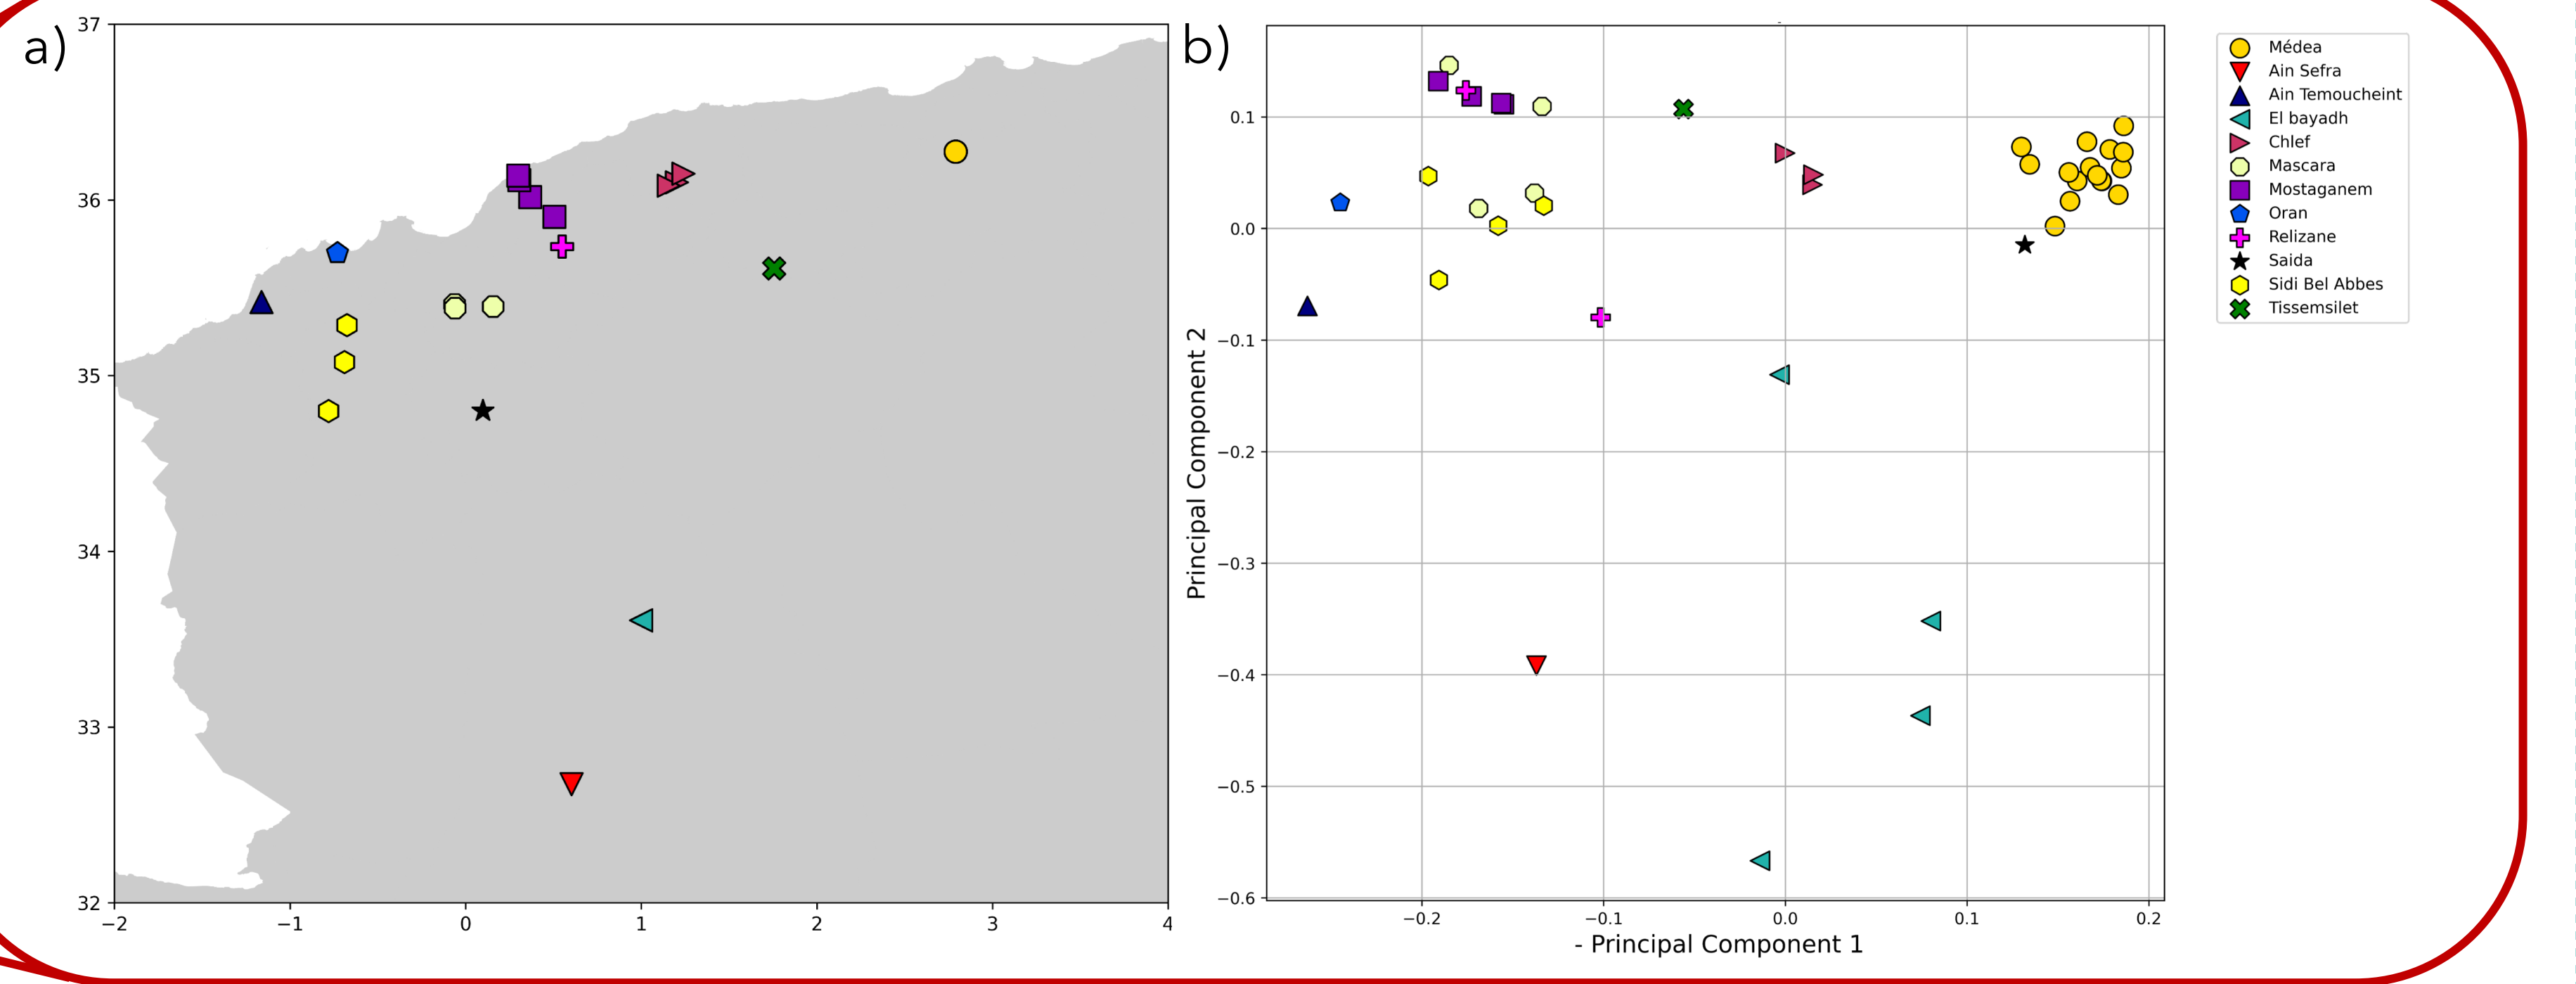 a)
37
36
35
34
33
32
−2 −1 0 1 2 3 4
b)
0.1
0.0
−0.1
−0.2
−0.3
−0.4
−0.5
−0.6
Principal Component 2
−0.2 −0.1 0.0 0.1 0.2
- Principal Component 1
Médea
Ain Sefra
Ain Temoucheint
El bayadh
Chlef
Mascara
Mostaganem
Oran
Relizane
Saida
Sidi Bel Abbes
Tissemsilet